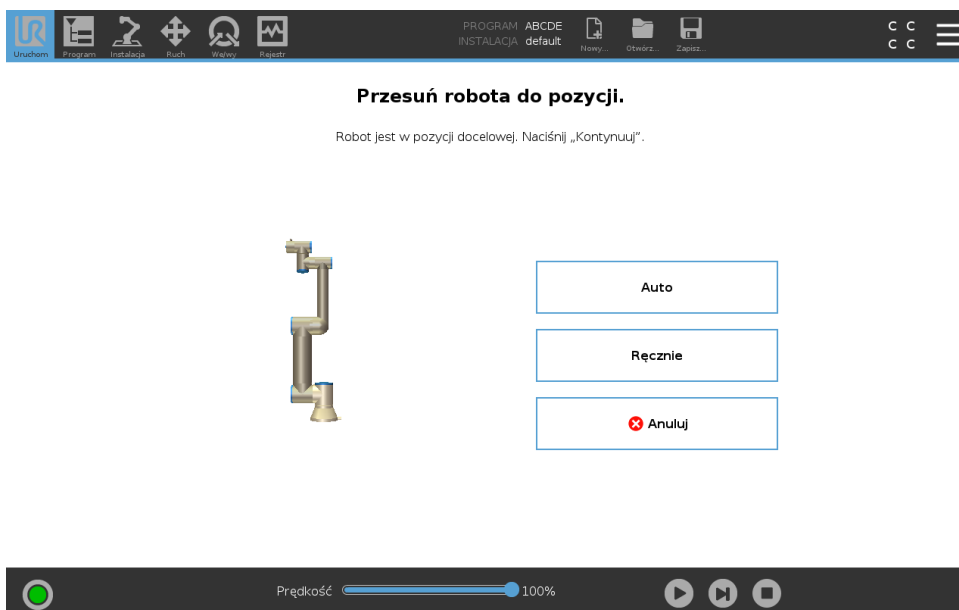 UR
PROGRAM ABCDE
INSTALACJA default
C C
C C
Uruchom Program Instalacja Ruch We/wy Rejestr Nowy... Otwórz... Zapisz...
Przesuń robota do pozycji.
Robot jest w pozycji docelowej. Naciśnij „Kontynuuj”.
Auto
Ręcznie
Anuluj
Prędkość 100%